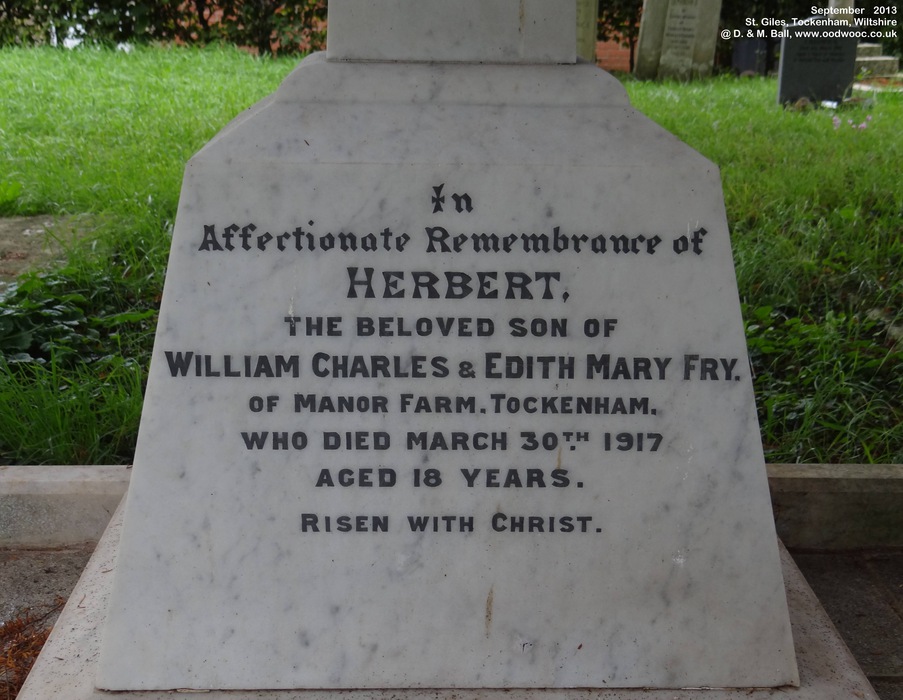 September 2013
St. Giles, Tockenham, Wiltshire
@ D. & M. Ball, www.oodwooc.co.uk
In
Affectionate Remembrance of
HERBERT,
THE BELOVED SON OF
WILLIAM CHARLES & EDITH MARY FRY.
OF MANOR FARM. TOCKENHAM,
WHO DIED MARCH 30TH 1917
AGED 18 YEARS.
RISEN WITH CHRIST.